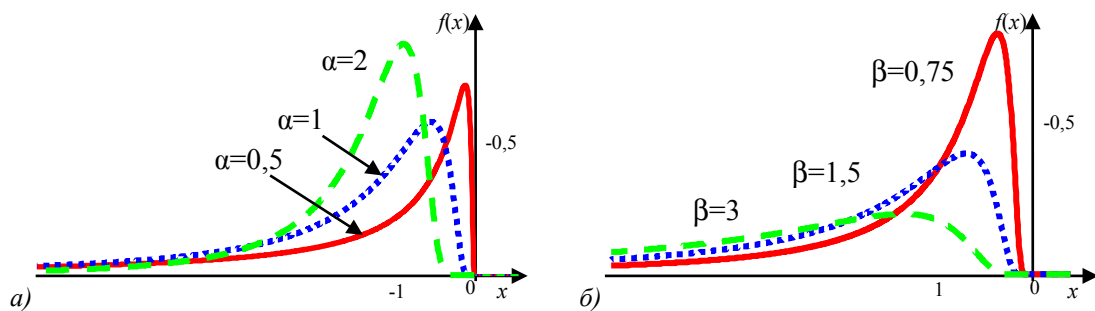 f(x)
α=2
α=1
α=0,5
-0,5
-1
0
x
а)
f(x)
β=0,75
β=1,5
β=3
-0,5
1
0
x
б)